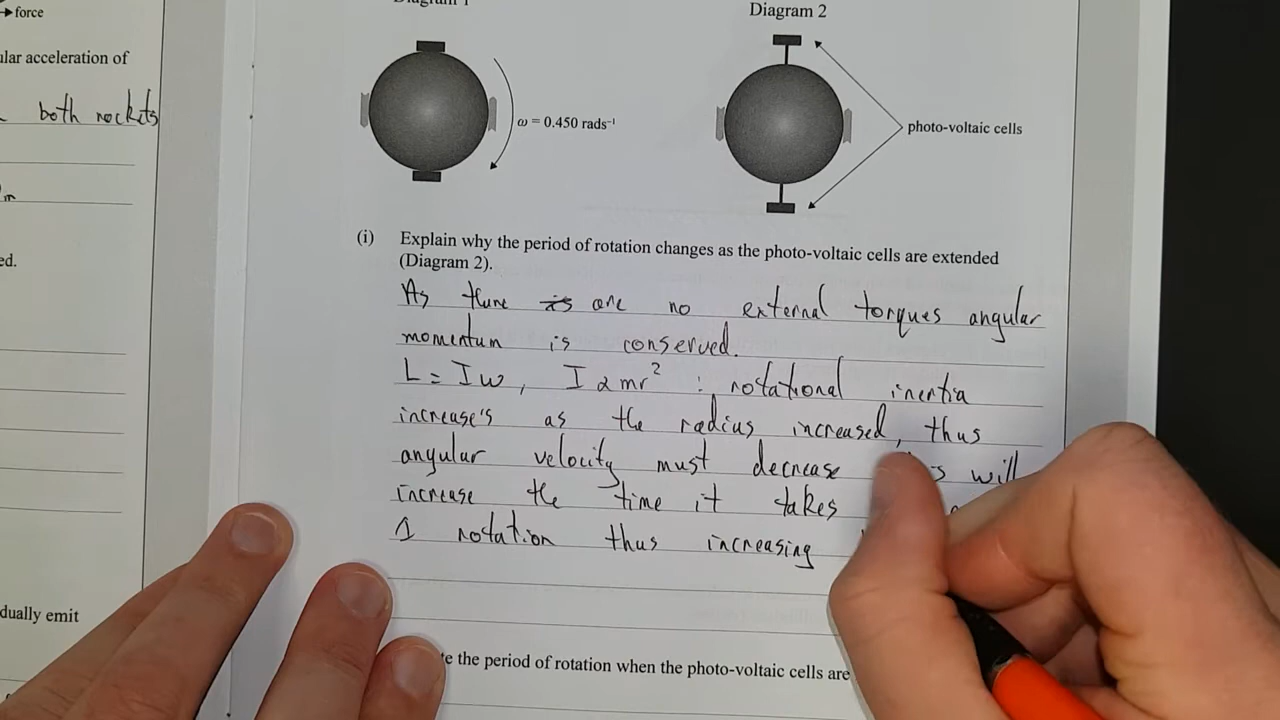 force
Diagram 2
ular acceleration of
both rockets
ω = 0.450 rads⁻¹
photo-voltaic cells
(i) Explain why the period of rotation changes as the photo-voltaic cells are extended
(Diagram 2).
ed.
As there is are no external torques angular
momentum is conserved.
L = Iω, I α mr² : rotational inertia
increase's as the radius increased, thus
angular velocity must decrease will
increase the time it takes
1 rotation thus increasing
dually emit
e the period of rotation when the photo-voltaic cells are